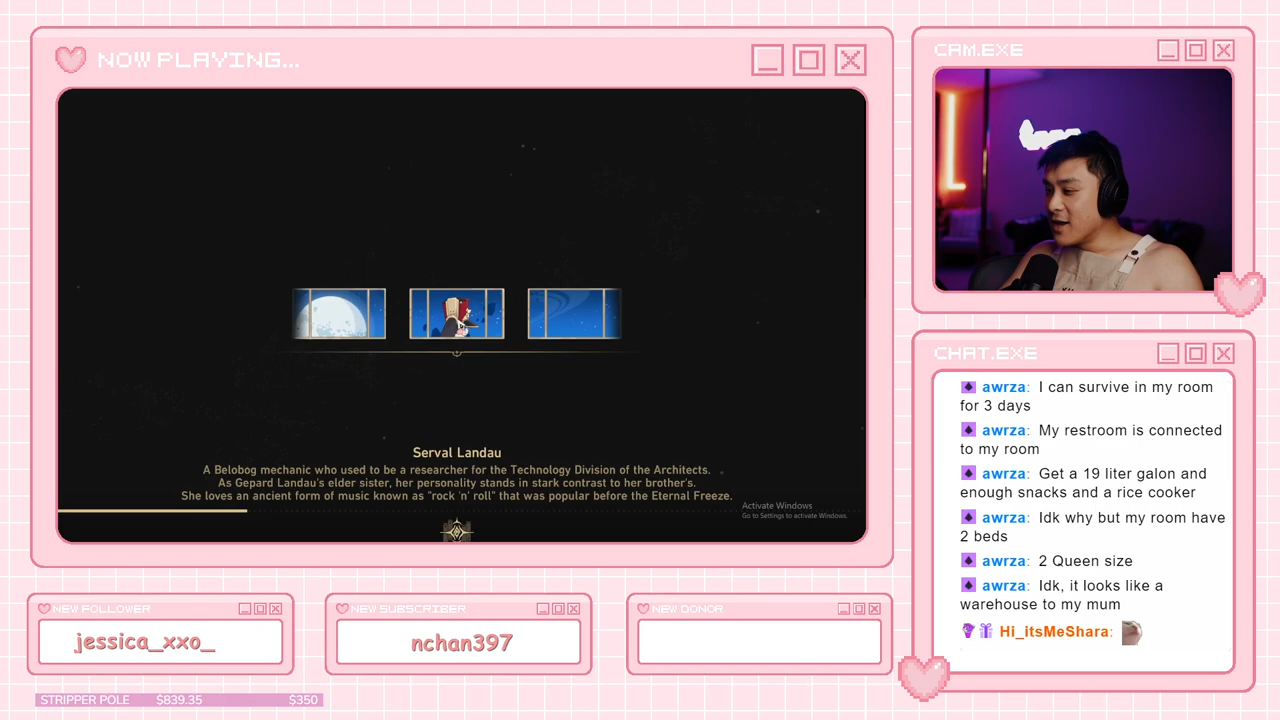 NOW PLAYING...
Serval Landau
A Belobog mechanic who used to be a researcher for the Technology Division of the Architects.
As Gepard Landau's elder sister, her personality stands in stark contrast to her brother's.
She loves an ancient form of music known as "rock 'n' roll" that was popular before the Eternal Freeze.
Activate Windows
Go to Settings to activate Windows.
CAM.EXE
CHAT.EXE
awrza: I can survive in my room
for 3 days
awrza: My restroom is connected
to my room
awrza: Get a 19 liter galon and
enough snacks and a rice cooker
awrza: Idk why but my room have
2 beds
awrza: 2 Queen size
awrza: Idk, it looks like a
warehouse to my mum
Hi_itsMeShara:
NEW FOLLOWER
jessica_xxo_
NEW SUBSCRIBER
nchan397
NEW DONOR
STRIPPER POLE $839.35 $350